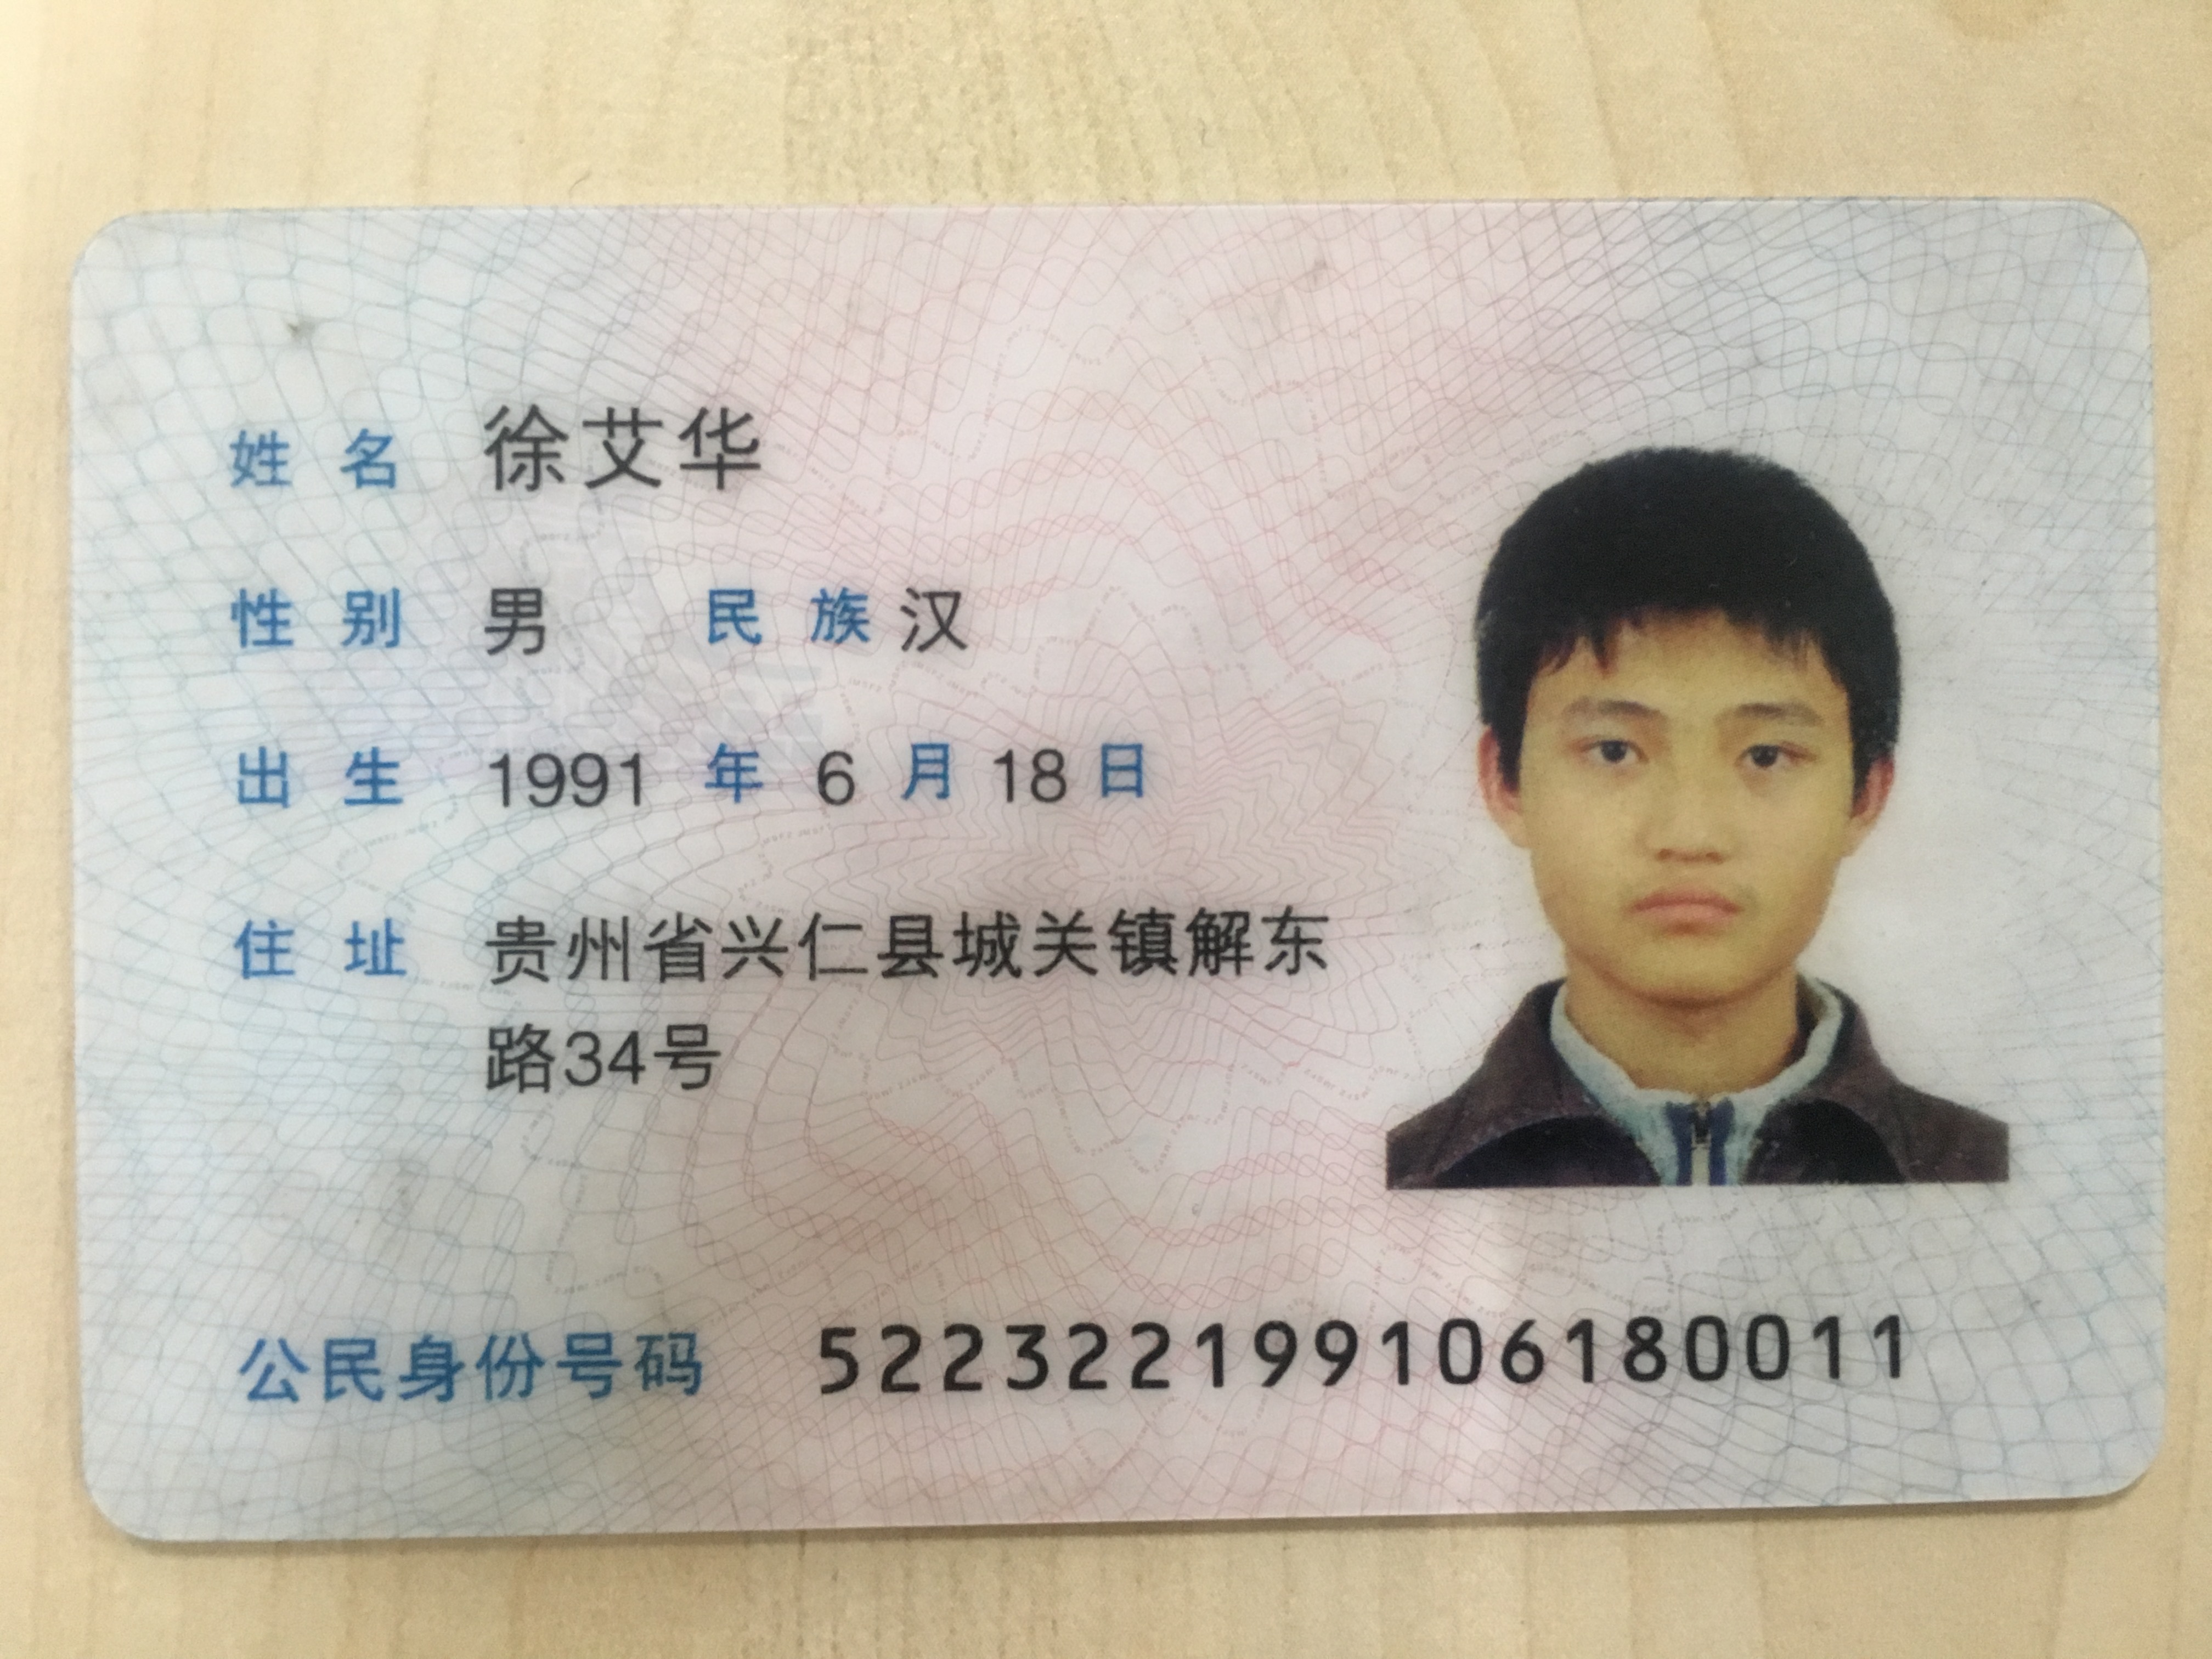 姓名 徐艾华
性别 男 民族 汉
出生 1991 年 6 月 18 日
住址 贵州省兴仁县城关镇解东
路34号
公民身份号码 522322199106180011